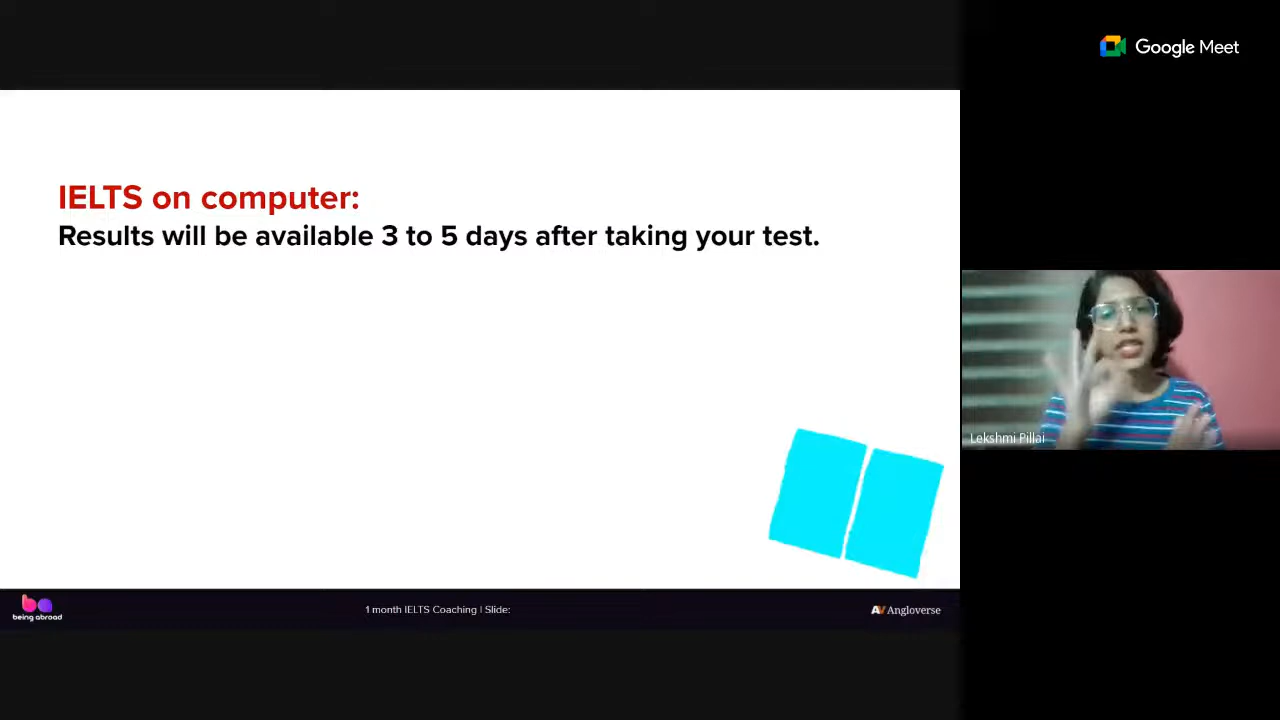 Google Meet
IELTS on computer:
Results will be available 3 to 5 days after taking your test.
Lekshmi Pillai
being abroad
1 month IELTS Coaching | Slide:
AV Angloverse